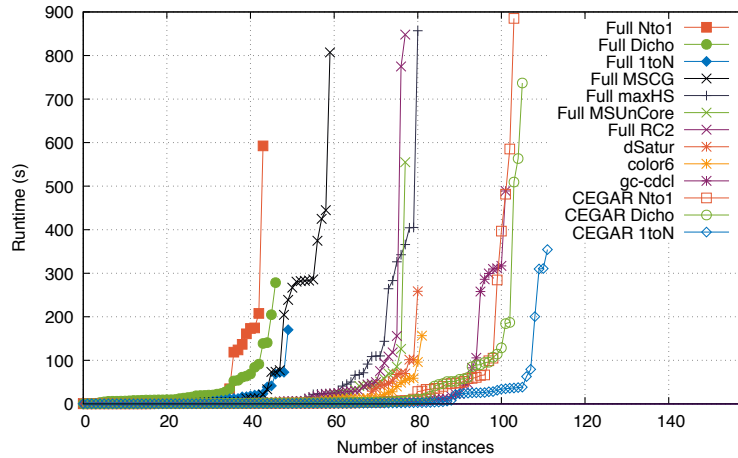 900
800
700
600
500
400
300
200
100
0
Runtime (s)
0
20
40
60
80
100
120
140
Number of instances
Full Nto1
Full Dicho
Full 1toN
Full MSCG
Full maxHS
Full MSUnCore
Full RC2
dSatur
color6
gc-cdcl
CEGAR Nto1
CEGAR Dicho
CEGAR 1toN